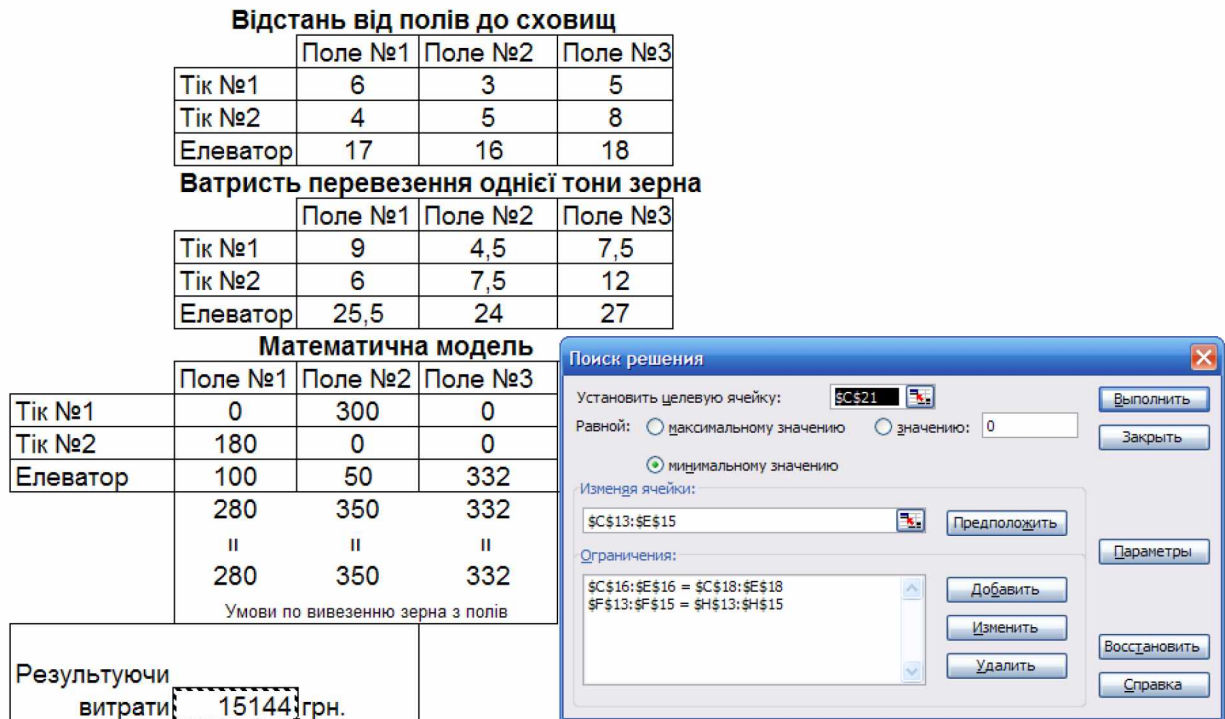 Відстань від полів до сховищ
Поле №1 Поле №2 Поле №3
Тік №1 6 3 5
Тік №2 4 5 8
Елеватор 17 16 18
Ватристь перевезення однієї тони зерна
Поле №1 Поле №2 Поле №3
Тік №1 9 4,5 7,5
Тік №2 6 7,5 12
Елеватор 25,5 24 27
Математична модель
Поле №1 Поле №2 Поле №3
Тік №1 0 300 0
Тік №2 180 0 0
Елеватор 100 50 332
280 350 332
= = =
280 350 332
Умови по вивезенню зерна з полів
Результуючи
витрати 15144 грн.
Поиск решения
Установить целевую ячейку: $C$21
Выполнить
Равной: максимальному значению значению: 0
Закрыть
минимальному значению
Изменяя ячейки:
$C$13:$E$15
Предположить
Параметры
Ограничения:
$C$16:$E$16 = $C$18:$E$18
$F$13:$F$15 = $H$13:$H$15
Добавить
Изменить
Удалить
Восстановить
Справка